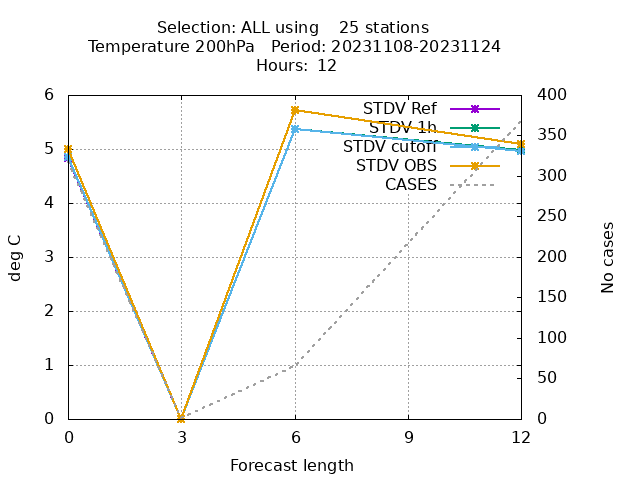 Selection: ALL using    25 stations
Temperature 200hPa   Period: 20231108-20231124
Hours: 12
6
5
4
3
2
1
0
deg C
400
350
300
250
200
150
100
50
0
No cases
STDV Ref
STDV 1h
STDV cutoff
STDV OBS
CASES
0 3 6 9 12
Forecast length